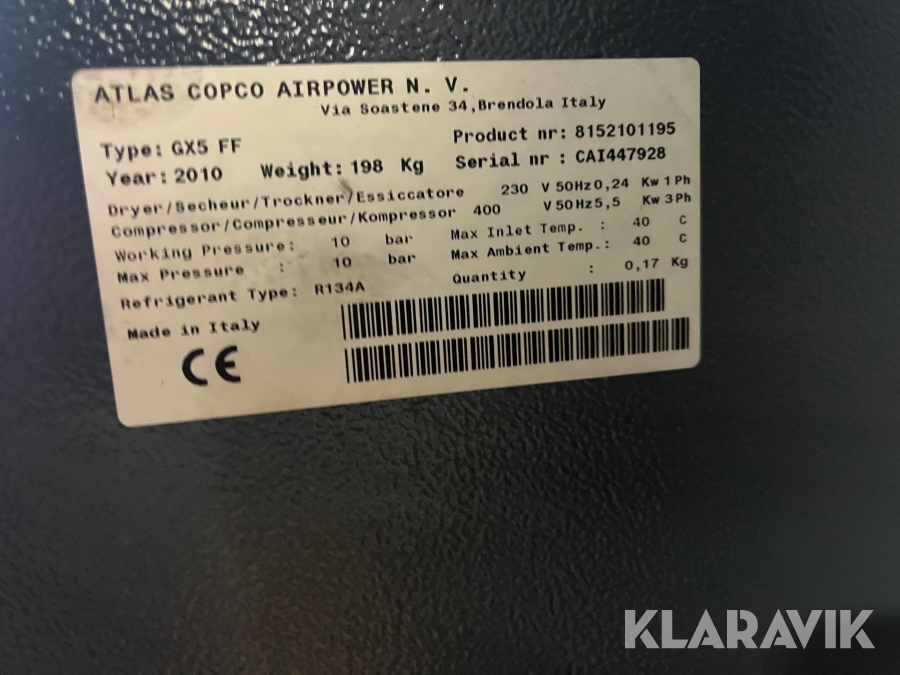 ATLAS COPCO AIRPOWER N. V.
Via Soastene 34,Brendola Italy
Type: GX5 FF
Product nr: 8152101195
Year: 2010 Weight: 198 Kg
Serial nr : CAI447928
Dryer/Secheur/Trockner/Essiccatore 230 V 50Hz 0,24 Kw 1Ph
Compressor/Compresseur/Kompressor 400 V 50Hz 5,5 Kw 3Ph
Working Pressure: 10 bar Max Inlet Temp. : 40 C
Max Pressure : 10 bar Max Ambient Temp.: 40 C
Refrigerant Type: R134A Quantity : 0,17 Kg
Made in Italy
CE
KLARAVIK